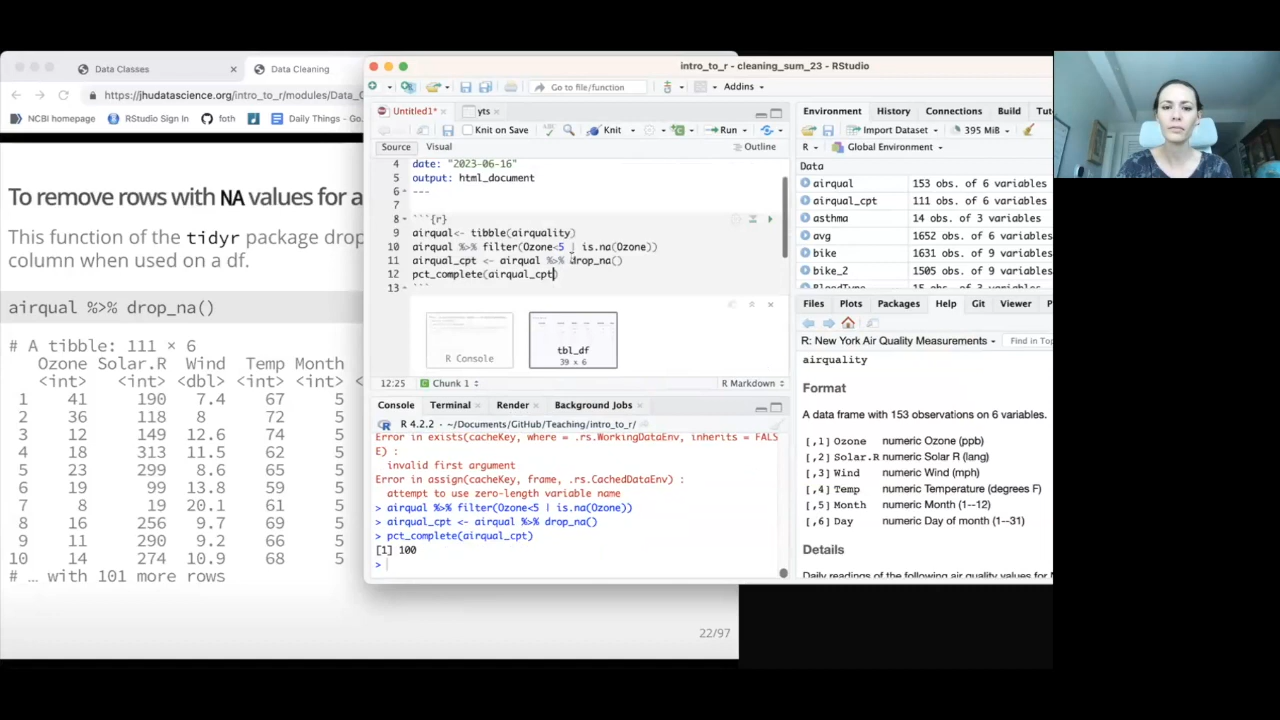 intro_to_r - cleaning_sum_23 - RStudio
Data Classes
Data Cleaning
https://jhudatascience.org/intro_to_r/modules/Data_C
NCBI homepage
RStudio Sign In
foth
Daily Things - Go.
To remove rows with NA values for a
This function of the tidyr package drop
column when used on a df.
airqual %>% drop_na()
# A tibble: 111 × 6
Ozone Solar.R Wind Temp Month
<int> <int> <dbl> <int> <int>
1 41 190 7.4 67 5
2 36 118 8 72 5
3 12 149 12.6 74 5
4 18 313 11.5 62 5
5 23 299 8.6 65 5
6 19 99 13.8 59 5
7 8 19 20.1 61 5
8 16 256 9.7 69 5
9 11 290 9.2 66 5
10 14 274 10.9 68 5
# … with 101 more rows
22/97
Go to file/function
Addins
Untitled1*
yts
Knit on Save
Knit
Run
Source
Visual
Outline
4 date: "2023-06-16"
5 output: html_document
6 ---
7
8 ```{r}
9 airqual<- tibble(airquality)
10 airqual %>% filter(Ozone<5 | is.na(Ozone))
11 airqual_cpt <- airqual %>% drop_na()
12 pct_complete(airqual_cpt)
13 ```
R Console
tbl_df
39 x 6
12:25
Chunk 1
R Markdown
Console
Terminal
Render
Background Jobs
R 4.2.2 · ~/Documents/GitHub/Teaching/intro_to_r/
Error in exists(cacheKey, where = .rs.WorkingDataEnv, inherits = FALS
E) :
invalid first argument
Error in assign(cacheKey, frame, .rs.CachedDataEnv) :
attempt to use zero-length variable name
> airqual %>% filter(Ozone<5 | is.na(Ozone))
> airqual_cpt <- airqual %>% drop_na()
> pct_complete(airqual_cpt)
[1] 100
>
Environment
History
Connections
Build
Tut
Import Dataset
395 MiB
R
Global Environment
Data
airqual 153 obs. of 6 variables
airqual_cpt 111 obs. of 6 variables
asthma 14 obs. of 3 variables
avg 1652 obs. of 6 variables
bike 1631 obs. of 9 variables
bike_2 1505 obs. of 9 variables
Files
Plots
Packages
Help
Git
Viewer
P
R: New York Air Quality Measurements
Find in Top
airquality
Format
A data frame with 153 observations on 6 variables.
[,1] Ozone numeric Ozone (ppb)
[,2] Solar.R numeric Solar R (lang)
[,3] Wind numeric Wind (mph)
[,4] Temp numeric Temperature (degrees F)
[,5] Month numeric Month (1--12)
[,6] Day numeric Day of month (1--31)
Details
Daily readings of the following air quality values for